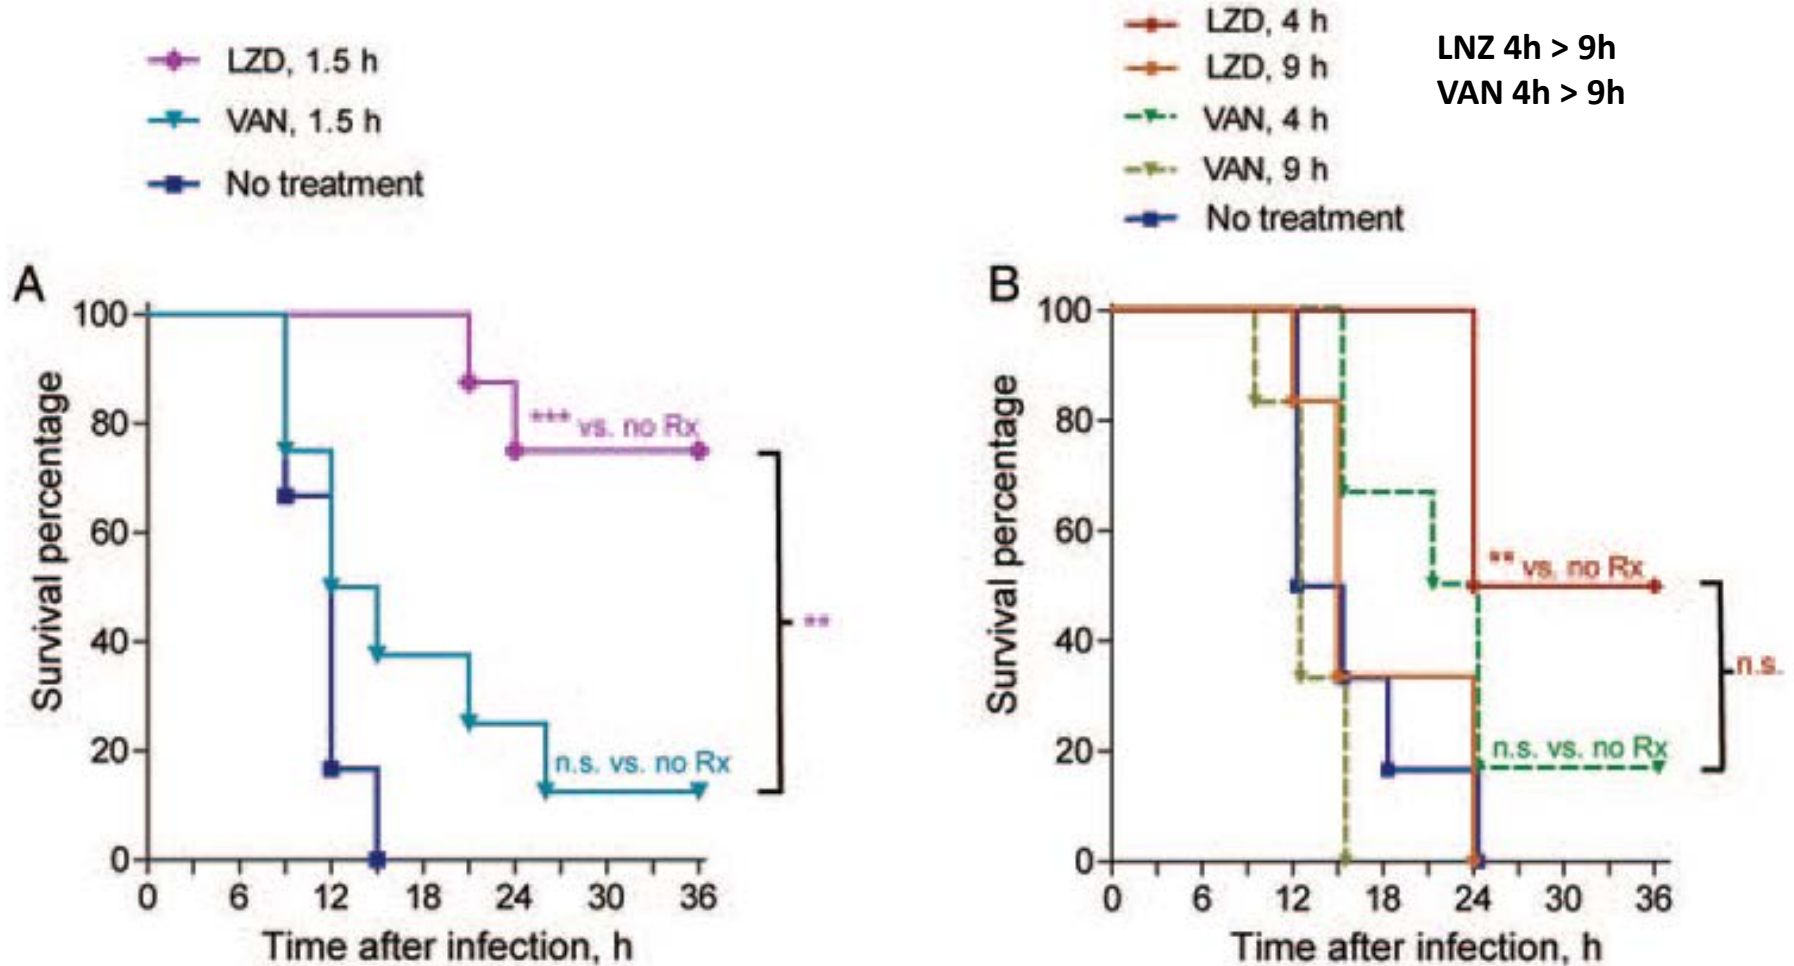 LZD, 1.5 h
VAN, 1.5 h
No treatment
LZD, 4 h
LZD, 9 h
VAN, 4 h
VAN, 9 h
No treatment
LNZ 4h > 9h
VAN 4h > 9h
A
Survival percentage
100
80
60
40
20
0
*** vs. no Rx
**
n.s. vs. no Rx
0 6 12 18 24 30 36
Time after infection, h
B
Survival percentage
100
80
60
40
20
0
** vs. no Rx
n.s.
n.s. vs. no Rx
0 6 12 18 24 30 36
Time after infection, h